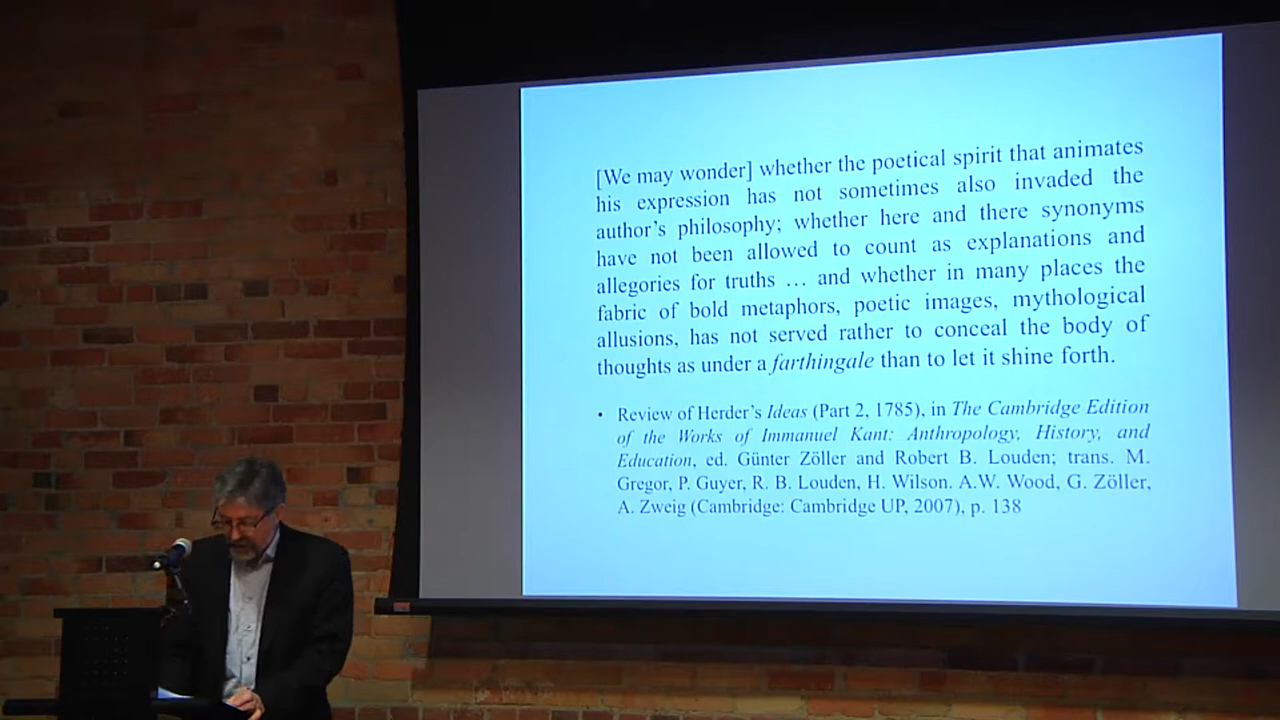 [We may wonder] whether the poetical spirit that animates
his expression has not sometimes also invaded the
author's philosophy; whether here and there synonyms
have not been allowed to count as explanations and
allegories for truths … and whether in many places the
fabric of bold metaphors, poetic images, mythological
allusions, has not served rather to conceal the body of
thoughts as under a farthingale than to let it shine forth.
• Review of Herder's Ideas (Part 2, 1785), in The Cambridge Edition
of the Works of Immanuel Kant: Anthropology, History, and
Education, ed. Günter Zöller and Robert B. Louden; trans. M.
Gregor, P. Guyer, R. B. Louden, H. Wilson. A.W. Wood, G. Zöller,
A. Zweig (Cambridge: Cambridge UP, 2007), p. 138